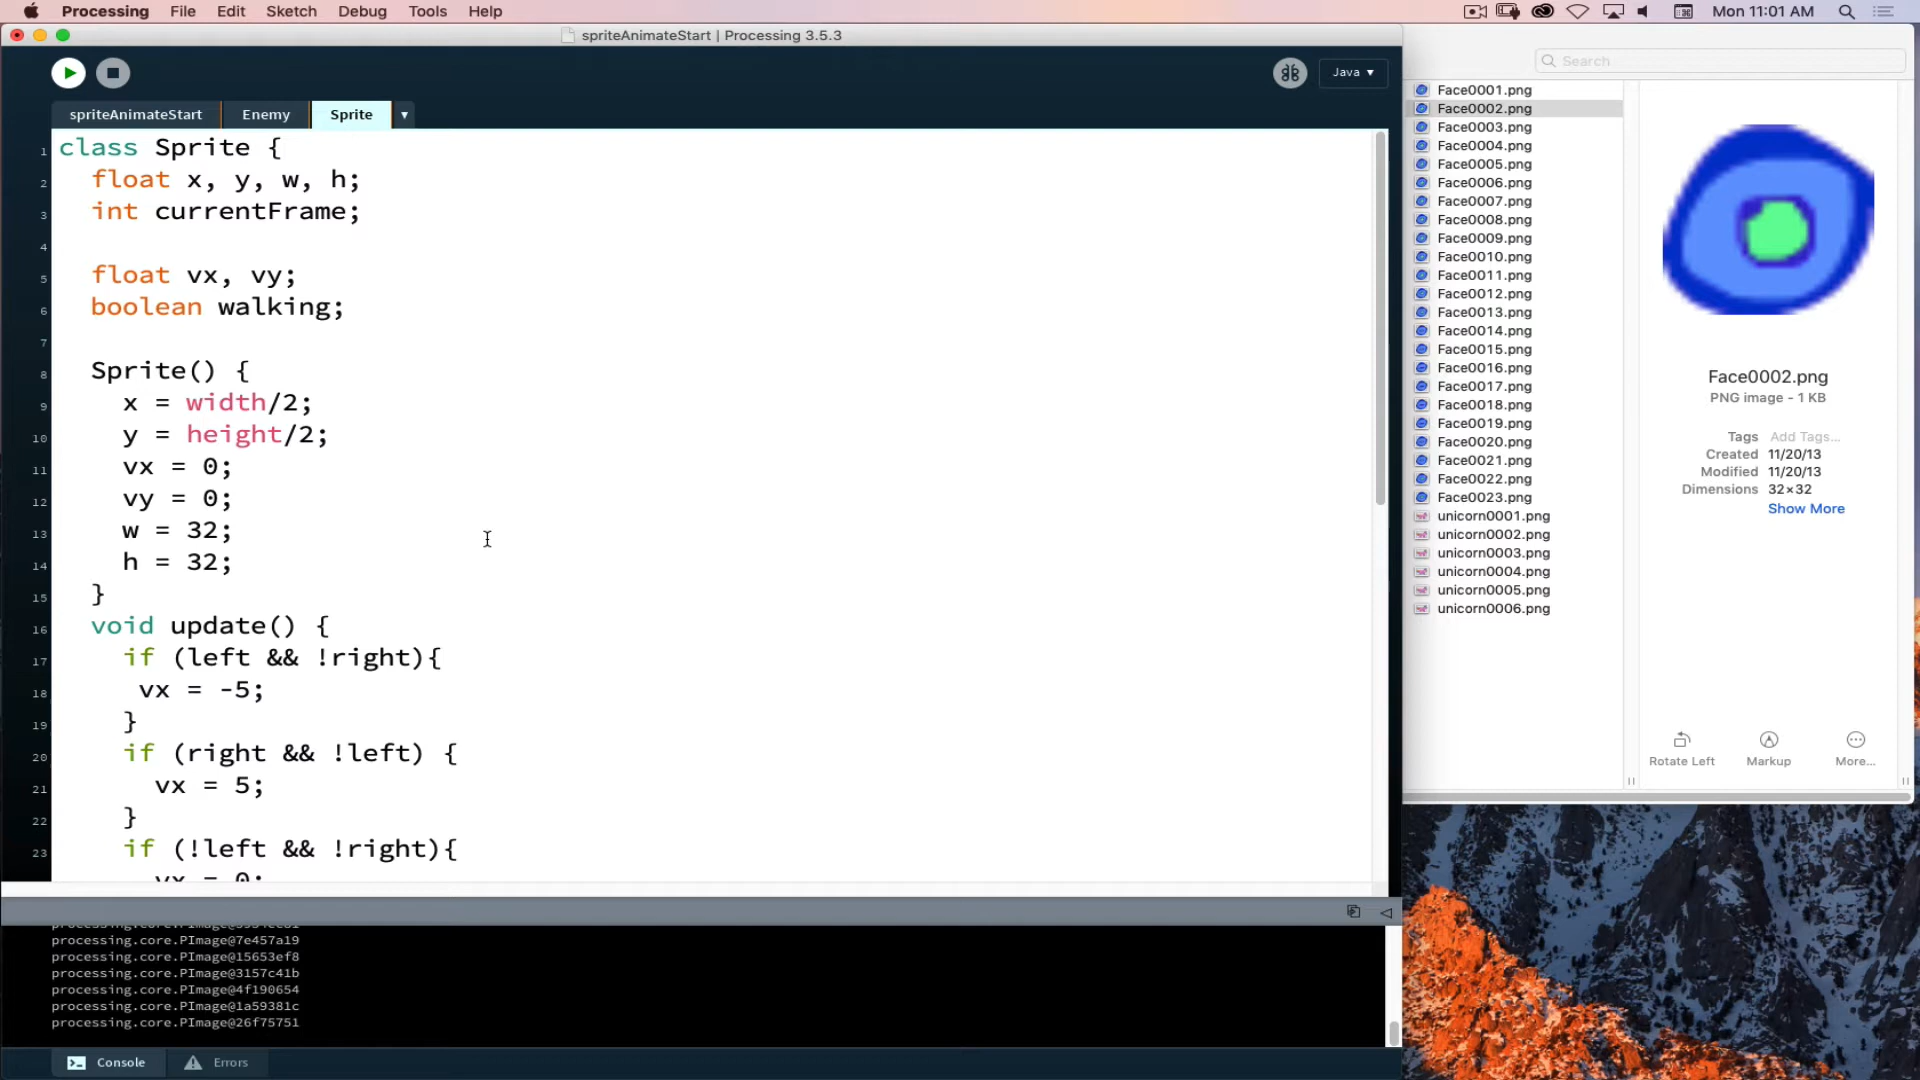 Processing File Edit Sketch Debug Tools Help Mon 11:01 AM
spriteAnimateStart | Processing 3.5.3
Java ▾
spriteAnimateStart Enemy Sprite ▾
1 class Sprite {
2 float x, y, w, h;
3 int currentFrame;
4
5 float vx, vy;
6 boolean walking;
7
8 Sprite() {
9 x = width/2;
10 y = height/2;
11 vx = 0;
12 vy = 0;
13 w = 32;
14 h = 32;
15 }
16 void update() {
17 if (left && !right){
18 vx = -5;
19 }
20 if (right && !left) {
21 vx = 5;
22 }
23 if (!left && !right){
vx = 0;
processing.core.PImage@7e457a19
processing.core.PImage@15653ef8
processing.core.PImage@3157c41b
processing.core.PImage@4f190654
processing.core.PImage@1a59381c
processing.core.PImage@26f75751
Console Errors
Search
Face0001.png
Face0002.png
Face0003.png
Face0004.png
Face0005.png
Face0006.png
Face0007.png
Face0008.png
Face0009.png
Face0010.png
Face0011.png
Face0012.png
Face0013.png
Face0014.png
Face0015.png
Face0016.png
Face0017.png
Face0018.png
Face0019.png
Face0020.png
Face0021.png
Face0022.png
Face0023.png
unicorn0001.png
unicorn0002.png
unicorn0003.png
unicorn0004.png
unicorn0005.png
unicorn0006.png
Face0002.png
PNG image - 1 KB
Tags Add Tags...
Created 11/20/13
Modified 11/20/13
Dimensions 32×32
Show More
Rotate Left Markup More...